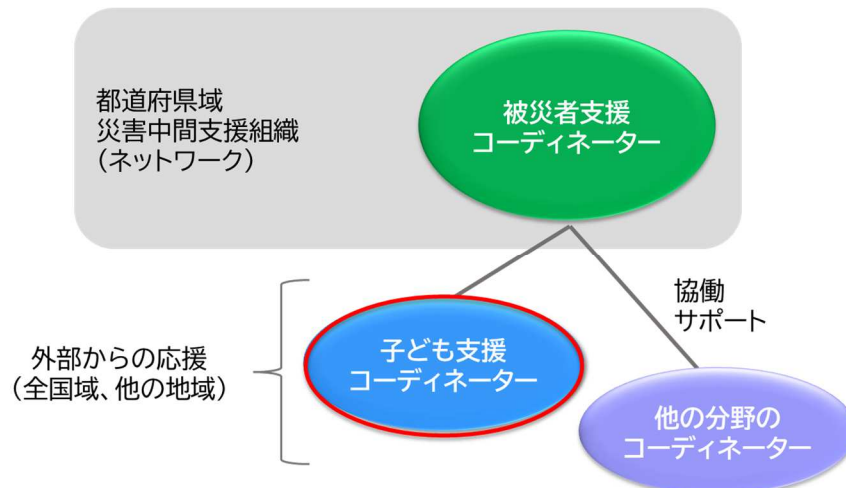 都道府県域
災害中間支援組織
(ネットワーク)
被災者支援
コーディネーター
協働
サポート
外部からの応援
(全国域、他の地域)
子ども支援
コーディネーター
他の分野の
コーディネーター